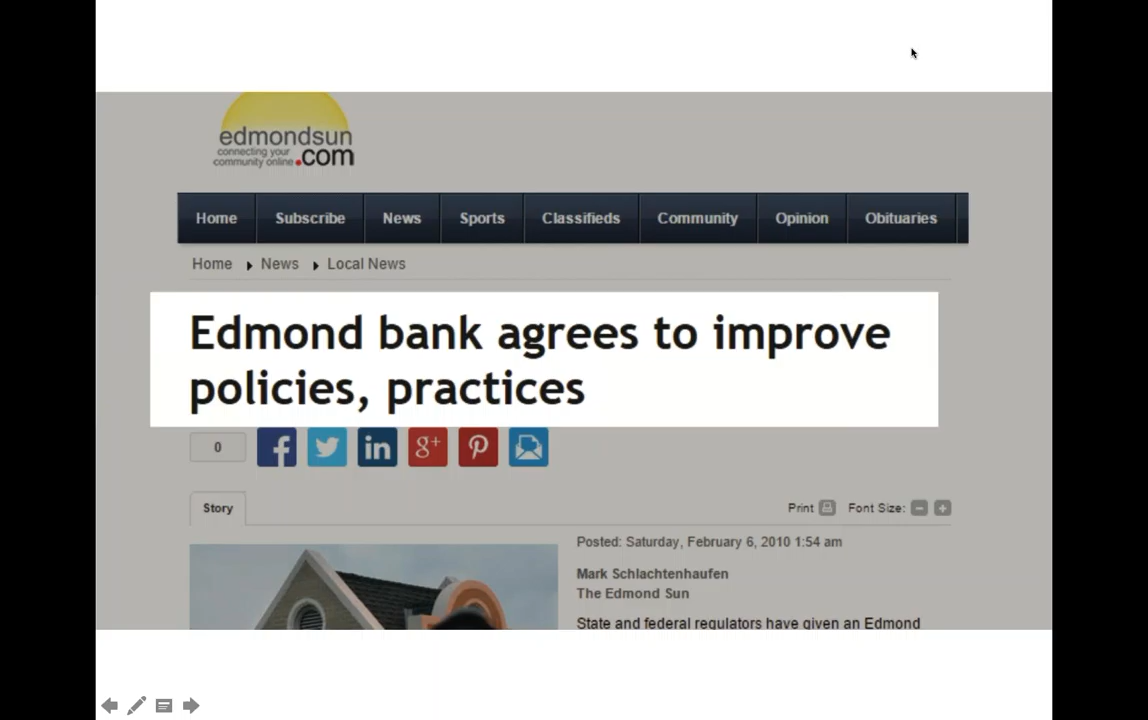 edmondsun
connecting your
community online
.com
Home Subscribe News Sports Classifieds Community Opinion Obituaries
Home News Local News
Edmond bank agrees to improve
policies, practices
0 f in g+
Story Print Font Size: - +
Posted: Saturday, February 6, 2010 1:54 am
Mark Schlachtenhaufen
The Edmond Sun
State and federal regulators have given an Edmond